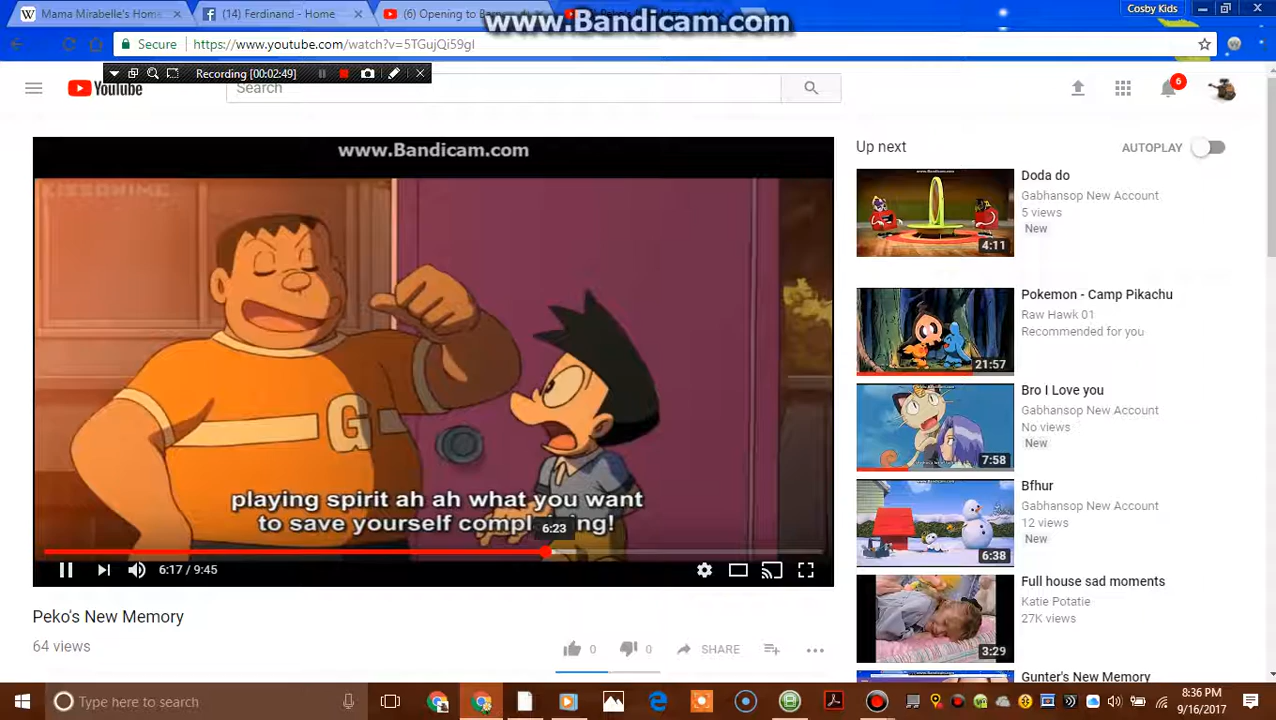 www.Bandicam.com
Cosby Kids
Mama Mirabelle's Home
(14) Ferdinand - Home
(6) Opening to
Secure
https://www.youtube.com/watch?v=5TGujQi59gI
Recording [00:02:49]
YouTube
Search
6
www.Bandicam.com
KISSANIME
G
playing spirit ah ah what you want
to save yourself
6:23
6:17 / 9:45
Peko's New Memory
64 views
0
0
SHARE
Up next
AUTOPLAY
Doda do
Gabhansop New Account
5 views
New
4:11
Pokemon - Camp Pikachu
Raw Hawk 01
Recommended for you
21:57
Bro I Love you
Gabhansop New Account
No views
New
7:58
Bfhur
Gabhansop New Account
12 views
New
6:38
Full house sad moments
Katie Potatie
27K views
3:29
Gunter's New Memory
Type here to search
8:36 PM
9/16/2017